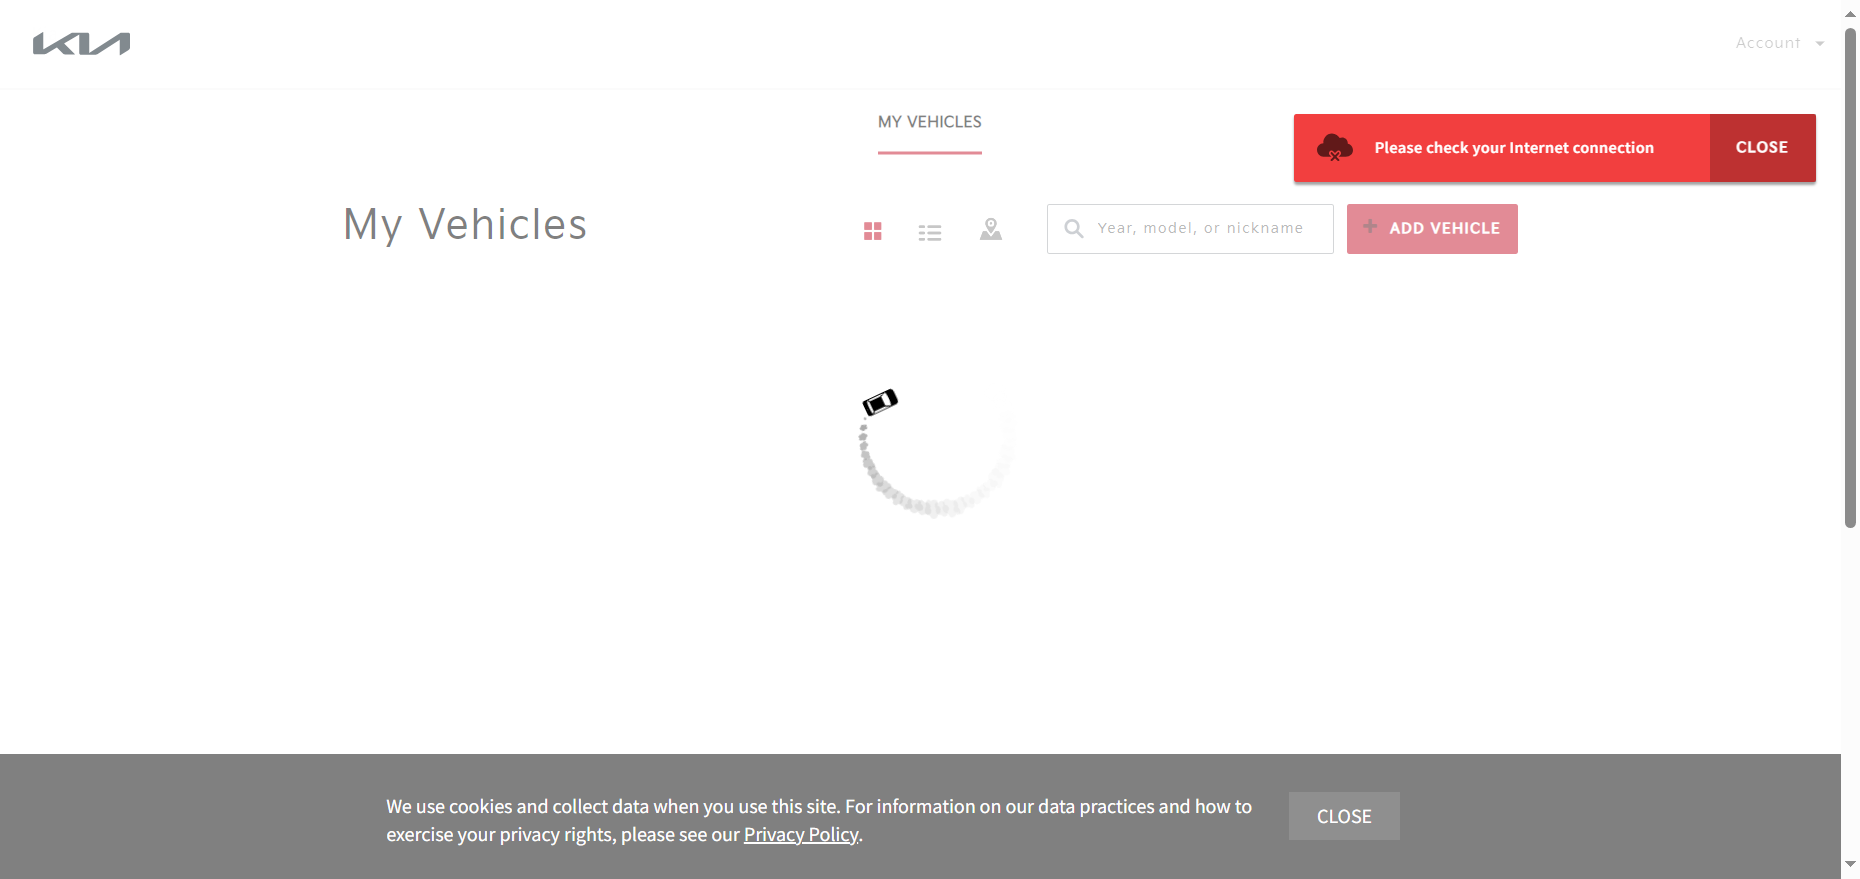 KIA
Account
MY VEHICLES
Please check your Internet connection
CLOSE
My Vehicles
Year, model, or nickname
ADD VEHICLE
We use cookies and collect data when you use this site. For information on our data practices and how to
exercise your privacy rights, please see our Privacy Policy.
CLOSE